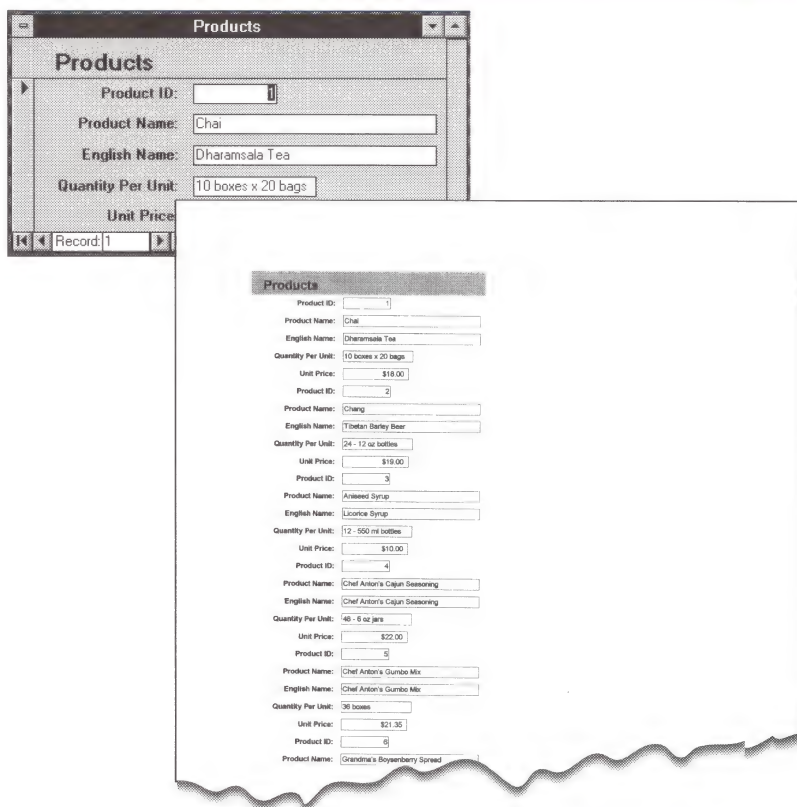 Products
Products
Product ID: 1
Product Name: Chai
English Name: Dharamsala Tea
Quantity Per Unit: 10 boxes x 20 bags
Unit Price
Record: 1
Products
Product ID: 1
Product Name: Chai
English Name: Dharamsala Tea
Quantity Per Unit: 10 boxes x 20 bags
Unit Price: $18.00
Product ID: 2
Product Name: Chang
English Name: Tibetan Barley Beer
Quantity Per Unit: 24 - 12 oz bottles
Unit Price: $19.00
Product ID: 3
Product Name: Aniseed Syrup
English Name: Licorice Syrup
Quantity Per Unit: 12 - 550 ml bottles
Unit Price: $10.00
Product ID: 4
Product Name: Chef Anton's Cajun Seasoning
English Name: Chef Anton's Cajun Seasoning
Quantity Per Unit: 48 - 6 oz jars
Unit Price: $22.00
Product ID: 5
Product Name: Chef Anton's Gumbo Mix
English Name: Chef Anton's Gumbo Mix
Quantity Per Unit: 36 boxes
Unit Price: $21.35
Product ID: 6
Product Name: Grandma's Boysenberry Spread